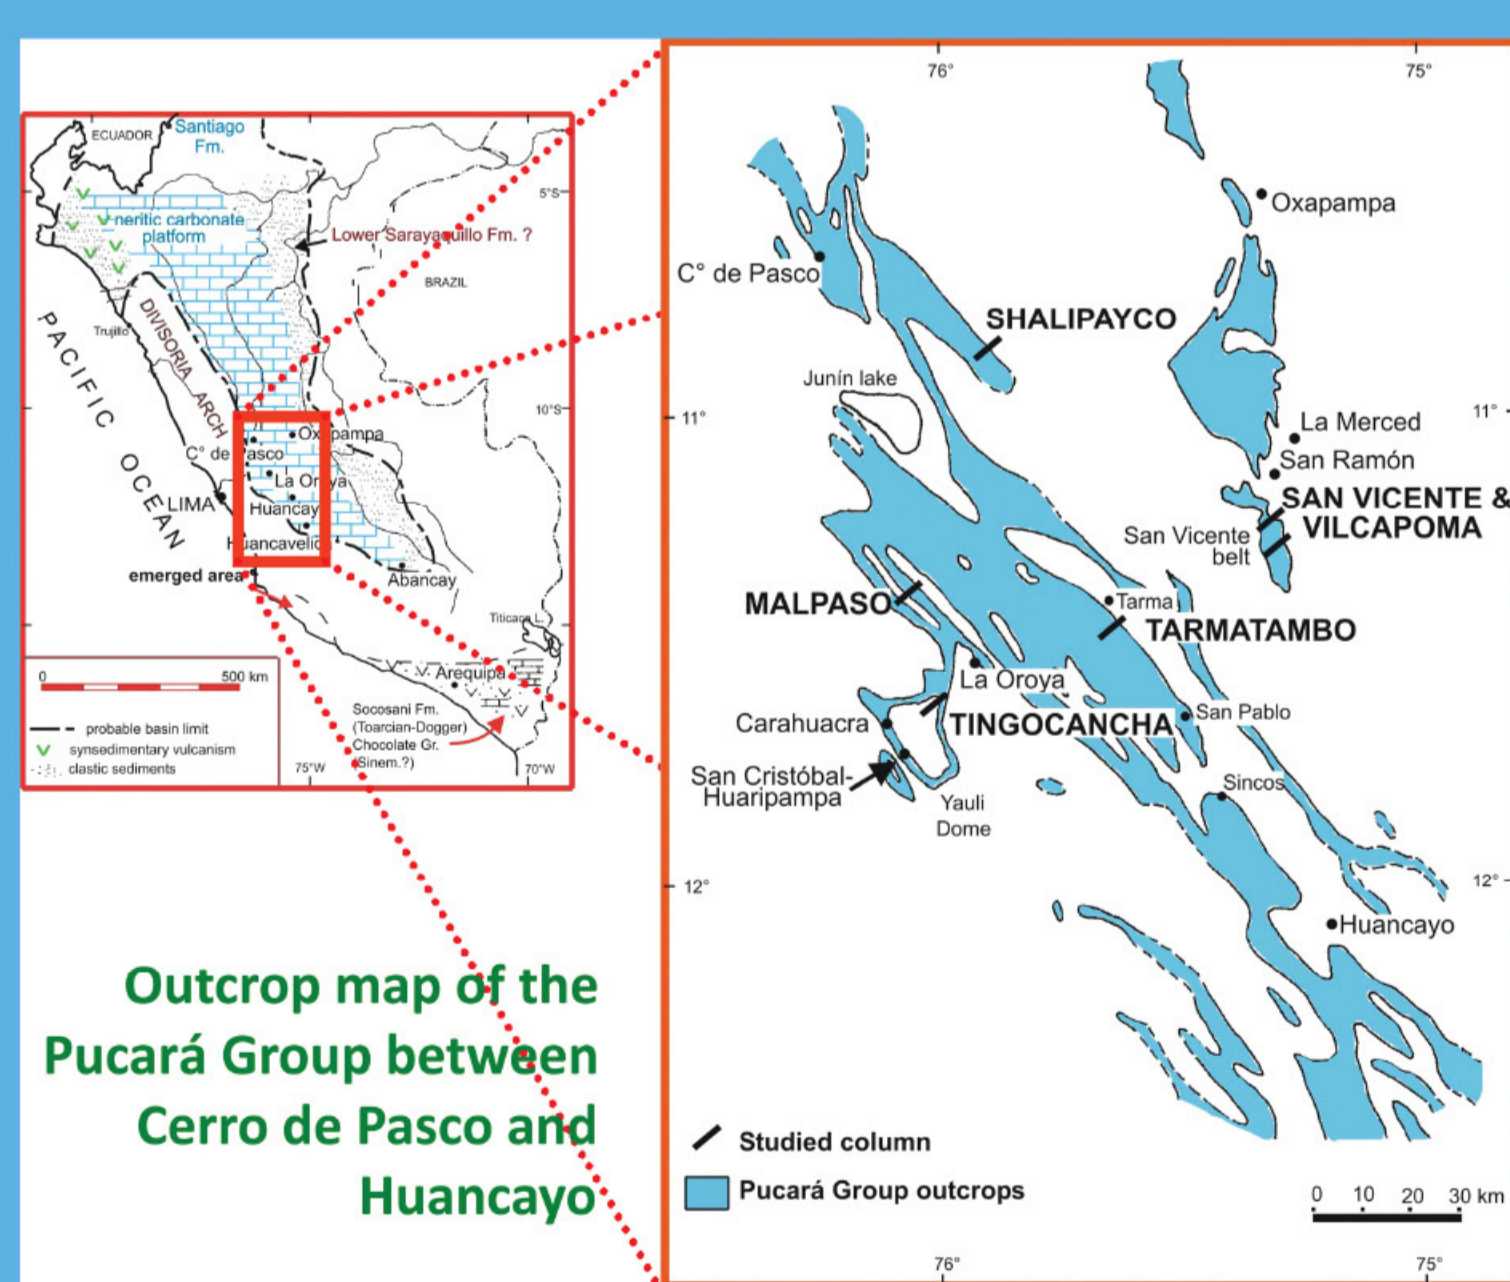 ECUADOR
Santiago
Fm.
5°S
neritic carbonate
platform
Lower Sarayaquillo Fm. ?
BRAZIL
Trujillo
DIVISORIA ARCH
PACIFIC OCEAN
10°S
Oxapampa
C° de Pasco
La Oroya
LIMA
Huancayo
Huancavelica
emerged area
Abancay
Titicaca L.
Arequipa
Socosani Fm.
(Toarcian-Dogger)
Chocolate Gr.
(Sinem.?)
0 500 km
probable basin limit
synsedimentary vulcanism
clastic sediments
75°W
70°W
Outcrop map of the
Pucará Group between
Cerro de Pasco and
Huancayo
76° 75°
Oxapampa
C° de Pasco
SHALIPAYCO
Junín lake
11° 11°
La Merced
San Ramón
SAN VICENTE &
VILCAPOMA
San Vicente
belt
MALPASO
Tarma
TARMATAMBO
La Oroya
Carahuacra
TINGOCANCHA
San Pablo
San Cristóbal-
Huaripampa
Yauli
Dome
Sincos
12° 12°
Huancayo
Studied column
Pucará Group outcrops
0 10 20 30 km
76° 75°